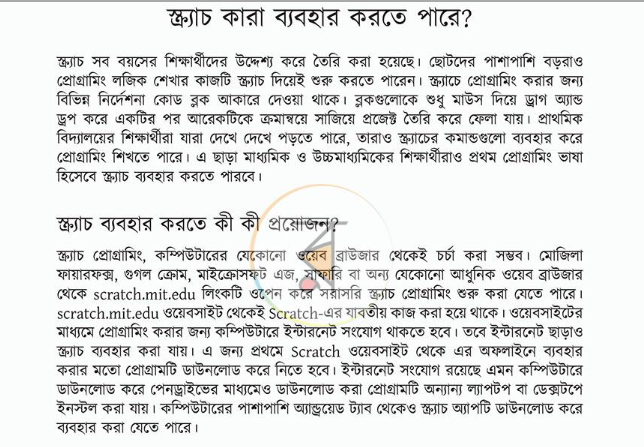 স্ক্র্যাচ কারা ব্যবহার করতে পারে?
স্ক্র্যাচ সব বয়সের শিক্ষার্থীদের উদ্দেশ্য করে তৈরি করা হয়েছে। ছোটদের পাশাপাশি বড়রাও
প্রোগ্রামিং লজিক শেখার কাজটি স্ক্র্যাচ দিয়েই শুরু করতে পারেন। স্ক্র্যাচে প্রোগ্রামিং করার জন্য
বিভিন্ন নির্দেশনা কোড ব্লক আকারে দেওয়া থাকে। ব্লকগুলোকে শুধু মাউস দিয়ে ড্রাগ অ্যান্ড
ড্রপ করে একটির পর আরেকটিকে ক্রমান্বয়ে সাজিয়ে প্রজেক্ট তৈরি করে ফেলা যায়। প্রাথমিক
বিদ্যালয়ের শিক্ষার্থীরা যারা দেখে দেখে পড়তে পারে, তারাও স্ক্র্যাচের কমান্ডগুলো ব্যবহার করে
প্রোগ্রামিং শিখতে পারে। এ ছাড়া মাধ্যমিক ও উচ্চমাধ্যমিকের শিক্ষার্থীরাও প্রথম প্রোগ্রামিং ভাষা
হিসেবে স্ক্র্যাচ ব্যবহার করতে পারবে।
স্ক্র্যাচ ব্যবহার করতে কী কী প্রয়োজন?
স্ক্র্যাচ প্রোগ্রামিং, কম্পিউটারের যেকোনো ওয়েব ব্রাউজার থেকেই চর্চা করা সম্ভব। মোজিলা
ফায়ারফক্স, গুগল ক্রোম, মাইক্রোসফট এজ, সাফারি বা অন্য যেকোনো আধুনিক ওয়েব ব্রাউজার
থেকে scratch.mit.edu লিংকটি ওপেন করে সরাসরি স্ক্র্যাচ প্রোগ্রামিং শুরু করা যেতে পারে।
scratch.mit.edu ওয়েবসাইট থেকেই Scratch-এর যাবতীয় কাজ করা হয়ে থাকে। ওয়েবসাইটের
মাধ্যমে প্রোগ্রামিং করার জন্য কম্পিউটারে ইন্টারনেট সংযোগ থাকতে হবে। তবে ইন্টারনেট ছাড়াও
স্ক্র্যাচ ব্যবহার করা যায়। এ জন্য প্রথমে Scratch ওয়েবসাইট থেকে এর অফলাইনে ব্যবহার
করার মতো প্রোগ্রামটি ডাউনলোড করে নিতে হবে। ইন্টারনেট সংযোগ রয়েছে এমন কম্পিউটারে
ডাউনলোড করে পেনড্রাইভের মাধ্যমেও ডাউনলোড করা প্রোগ্রামটি অন্যান্য ল্যাপটপ বা ডেস্কটপে
ইনস্টল করা যায়। কম্পিউটারের পাশাপাশি অ্যান্ড্রয়েড ট্যাব থেকেও স্ক্র্যাচ অ্যাপটি ডাউনলোড করে
ব্যবহার করা যেতে পারে।